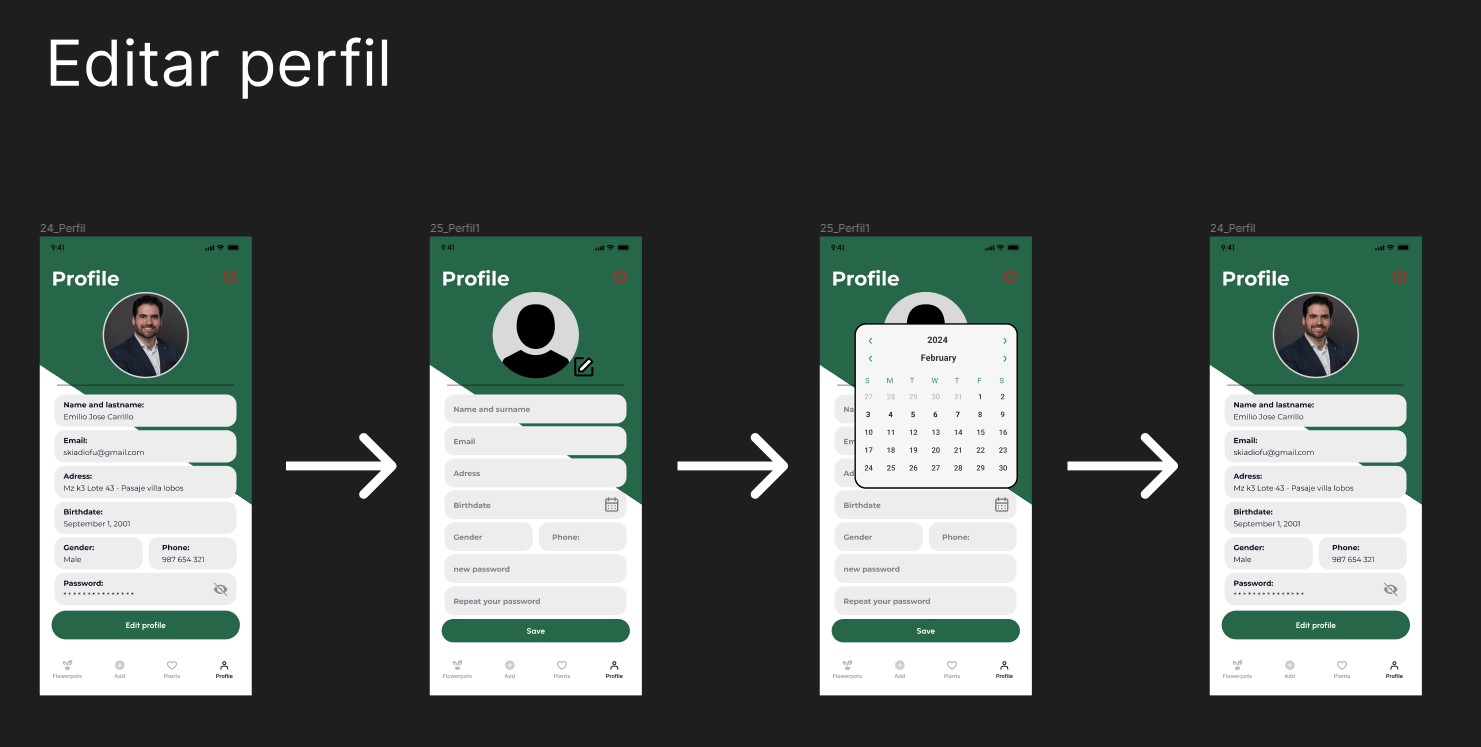 Editar perfil
24_Perfil
9:41
Profile
Name and lastname:
Emilio Jose Carrillo
Email:
skiadiofu@gmail.com
Adress:
Mz k3 Lote 43 - Pasaje villa lobos
Birthdate:
September 1, 2001
Gender:
Male
Phone:
987 654 321
Password:
***************
Edit profile
Flowerpots
Add
Plants
Profile
25_Perfil1
9:41
Profile
Name and surname
Email
Adress
Birthdate
Gender
Phone:
new password
Repeat your password
Save
Flowerpots
Add
Plants
Profile
25_Perfil1
9:41
Profile
‹ 2024 ›
‹ February ›
S M T W T F S
27 28 29 30 31 1 2
3 4 5 6 7 8 9
10 11 12 13 14 15 16
17 18 19 20 21 22 23
24 25 26 27 28 29 30
Na
Em
Ad
Birthdate
Gender
Phone:
new password
Repeat your password
Save
Flowerpots
Add
Plants
Profile
24_Perfil
9:41
Profile
Name and lastname:
Emilio Jose Carrillo
Email:
skiadiofu@gmail.com
Adress:
Mz k3 Lote 43 - Pasaje villa lobos
Birthdate:
September 1, 2001
Gender:
Male
Phone:
987 654 321
Password:
***************
Edit profile
Flowerpots
Add
Plants
Profile